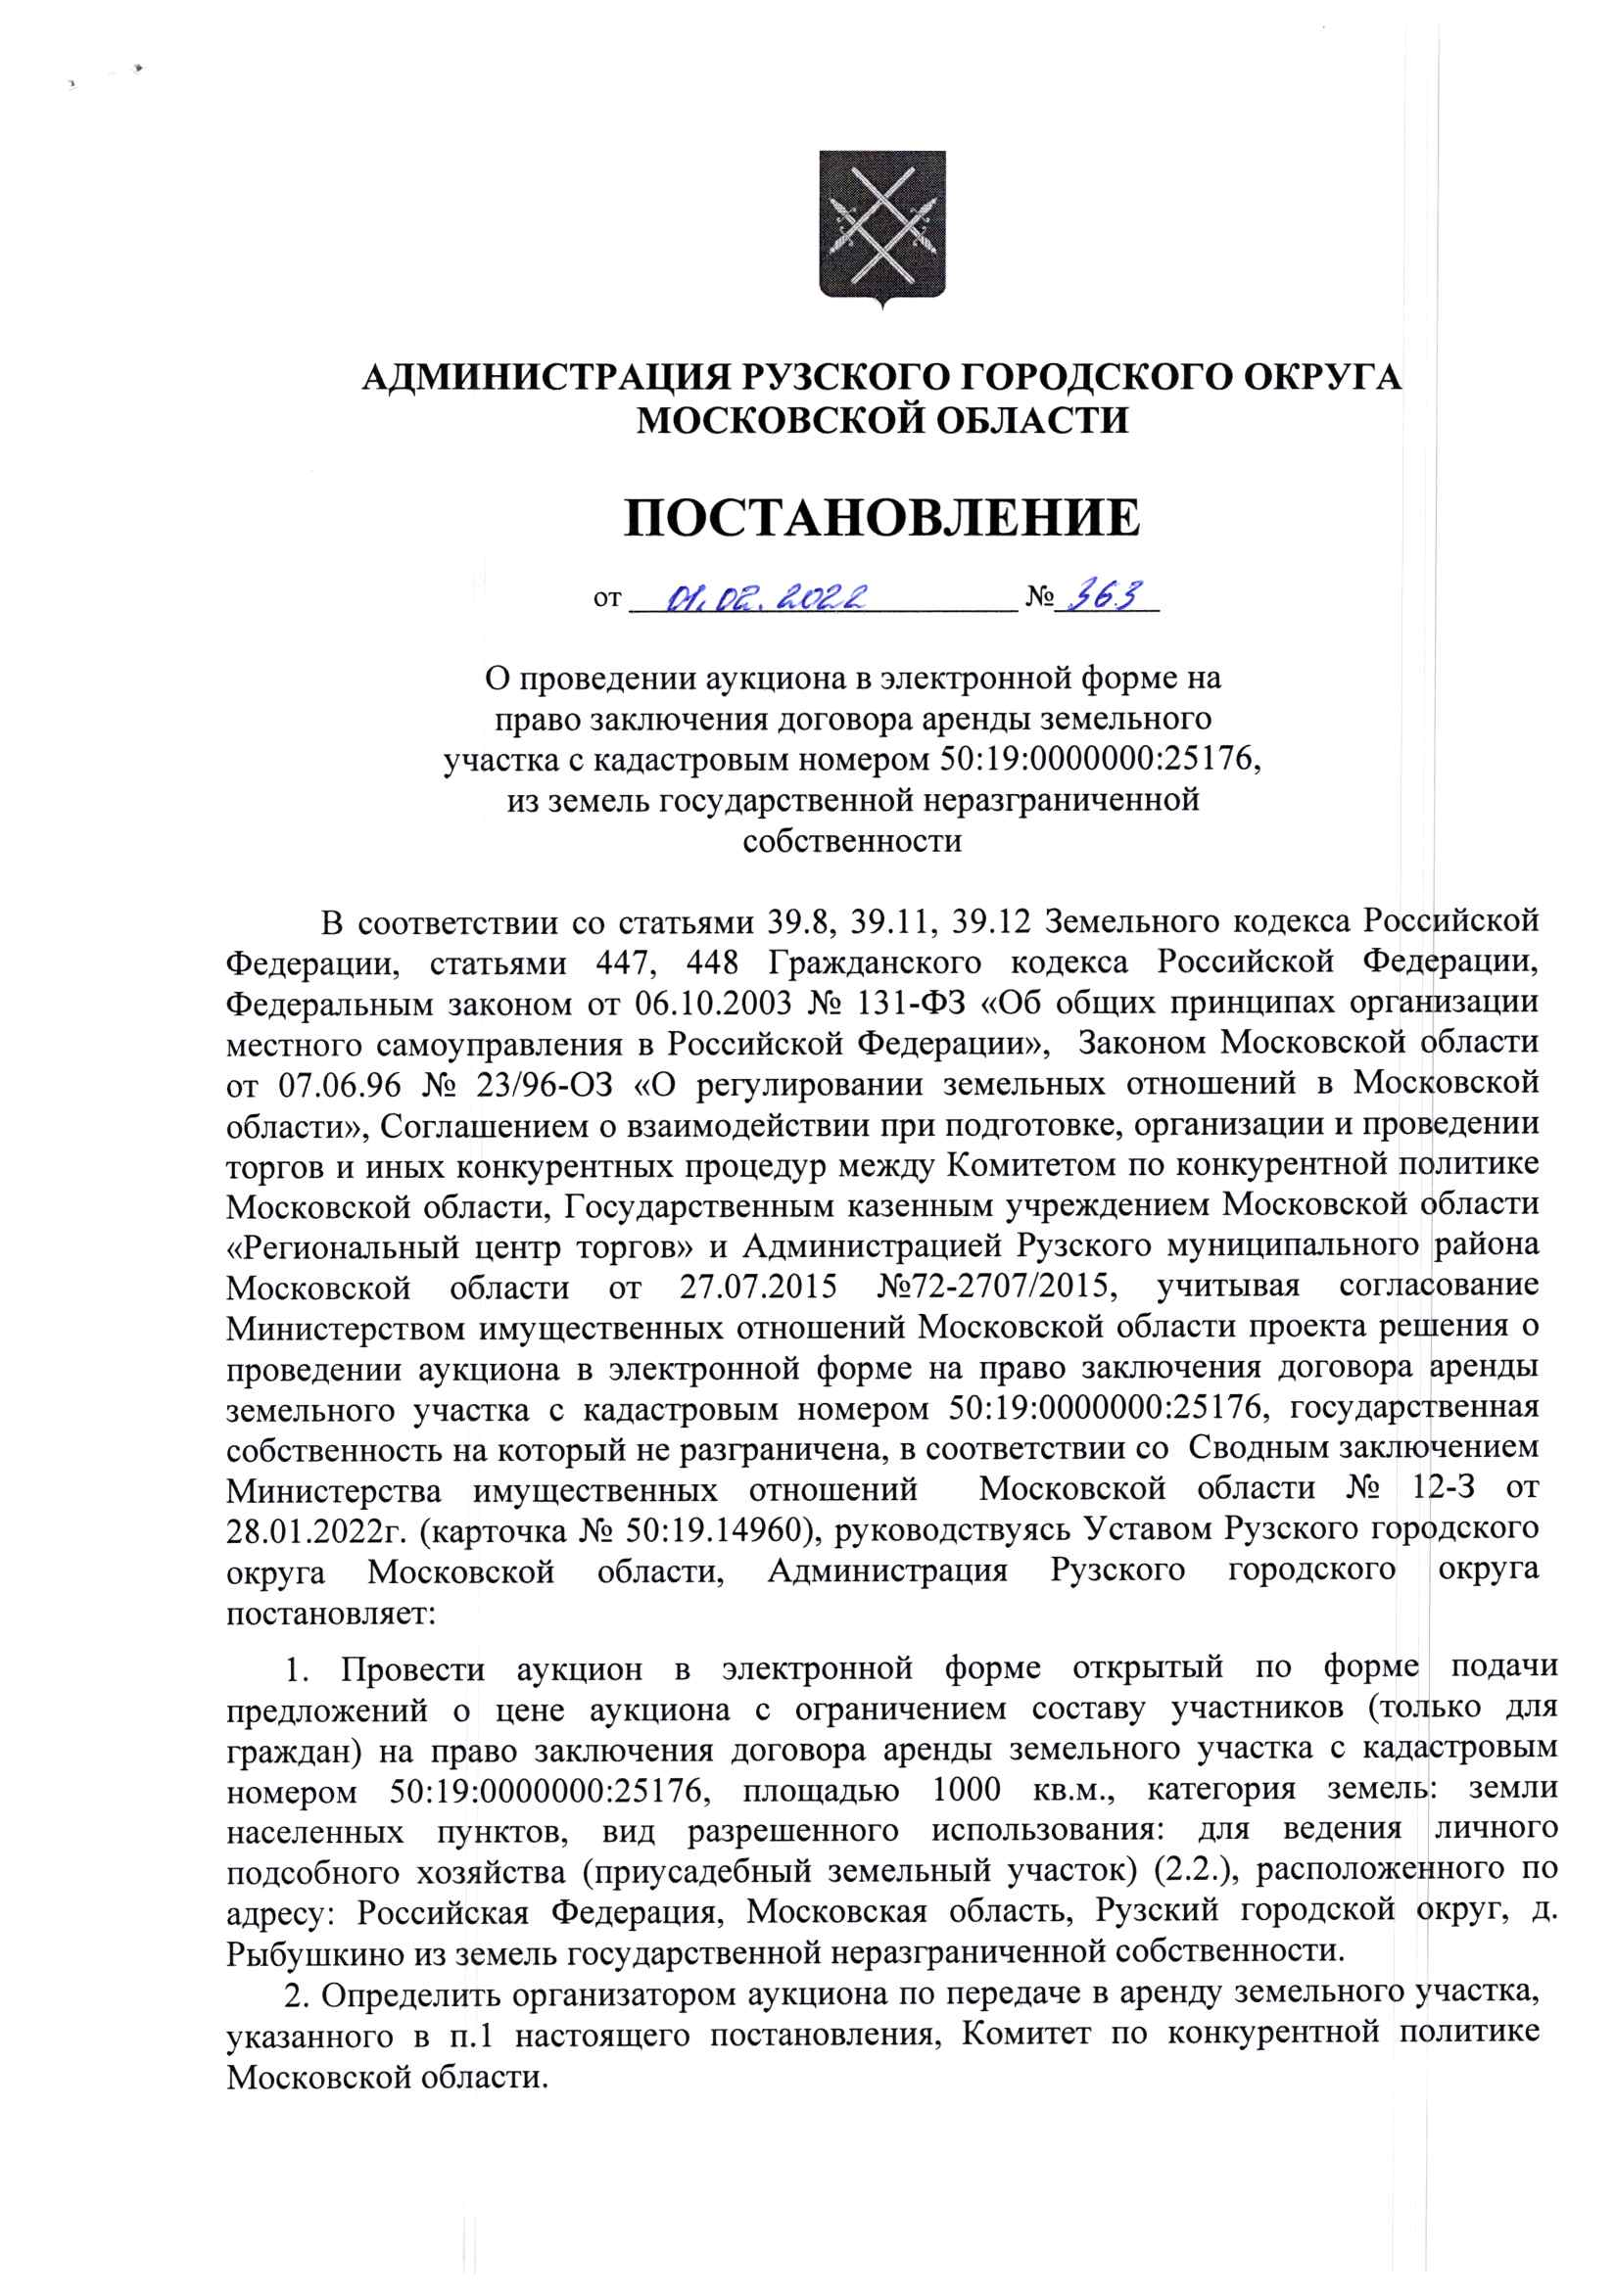 АДМИНИСТРАЦИЯ РУЗСКОГО ГОРОДСКОГО ОКРУГА
МОСКОВСКОЙ ОБЛАСТИ
ПОСТАНОВЛЕНИЕ
от 01.02.2022 № 363
О проведении аукциона в электронной форме на
право заключения договора аренды земельного
участка с кадастровым номером 50:19:0000000:25176,
из земель государственной неразграниченной
собственности
В соответствии со статьями 39.8, 39.11, 39.12 Земельного кодекса Российской
Федерации, статьями 447, 448 Гражданского кодекса Российской Федерации,
Федеральным законом от 06.10.2003 № 131-ФЗ «Об общих принципах организации
местного самоуправления в Российской Федерации», Законом Московской области
от 07.06.96 № 23/96-ОЗ «О регулировании земельных отношений в Московской
области», Соглашением о взаимодействии при подготовке, организации и проведении
торгов и иных конкурентных процедур между Комитетом по конкурентной политике
Московской области, Государственным казенным учреждением Московской области
«Региональный центр торгов» и Администрацией Рузского муниципального района
Московской области от 27.07.2015 №72-2707/2015, учитывая согласование
Министерством имущественных отношений Московской области проекта решения о
проведении аукциона в электронной форме на право заключения договора аренды
земельного участка с кадастровым номером 50:19:0000000:25176, государственная
собственность на который не разграничена, в соответствии со Сводным заключением
Министерства имущественных отношений Московской области № 12-З от
28.01.2022г. (карточка № 50:19.14960), руководствуясь Уставом Рузского городского
округа Московской области, Администрация Рузского городского округа
постановляет:
1. Провести аукцион в электронной форме открытый по форме подачи
предложений о цене аукциона с ограничением составу участников (только для
граждан) на право заключения договора аренды земельного участка с кадастровым
номером 50:19:0000000:25176, площадью 1000 кв.м., категория земель: земли
населенных пунктов, вид разрешенного использования: для ведения личного
подсобного хозяйства (приусадебный земельный участок) (2.2.), расположенного по
адресу: Российская Федерация, Московская область, Рузский городской округ, д.
Рыбушкино из земель государственной неразграниченной собственности.
2. Определить организатором аукциона по передаче в аренду земельного участка,
указанного в п.1 настоящего постановления, Комитет по конкурентной политике
Московской области.